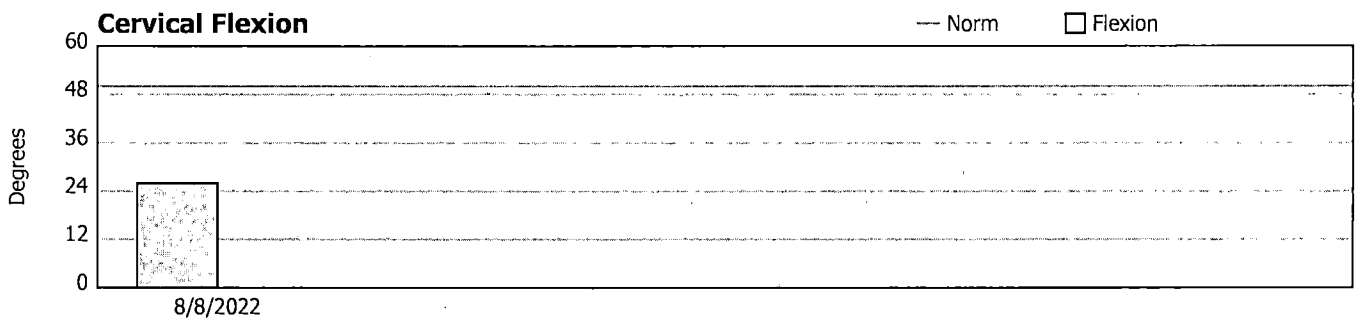 Cervical Flexion
— Norm
Flexion
Degrees
60
48
36
24
12
0
8/8/2022